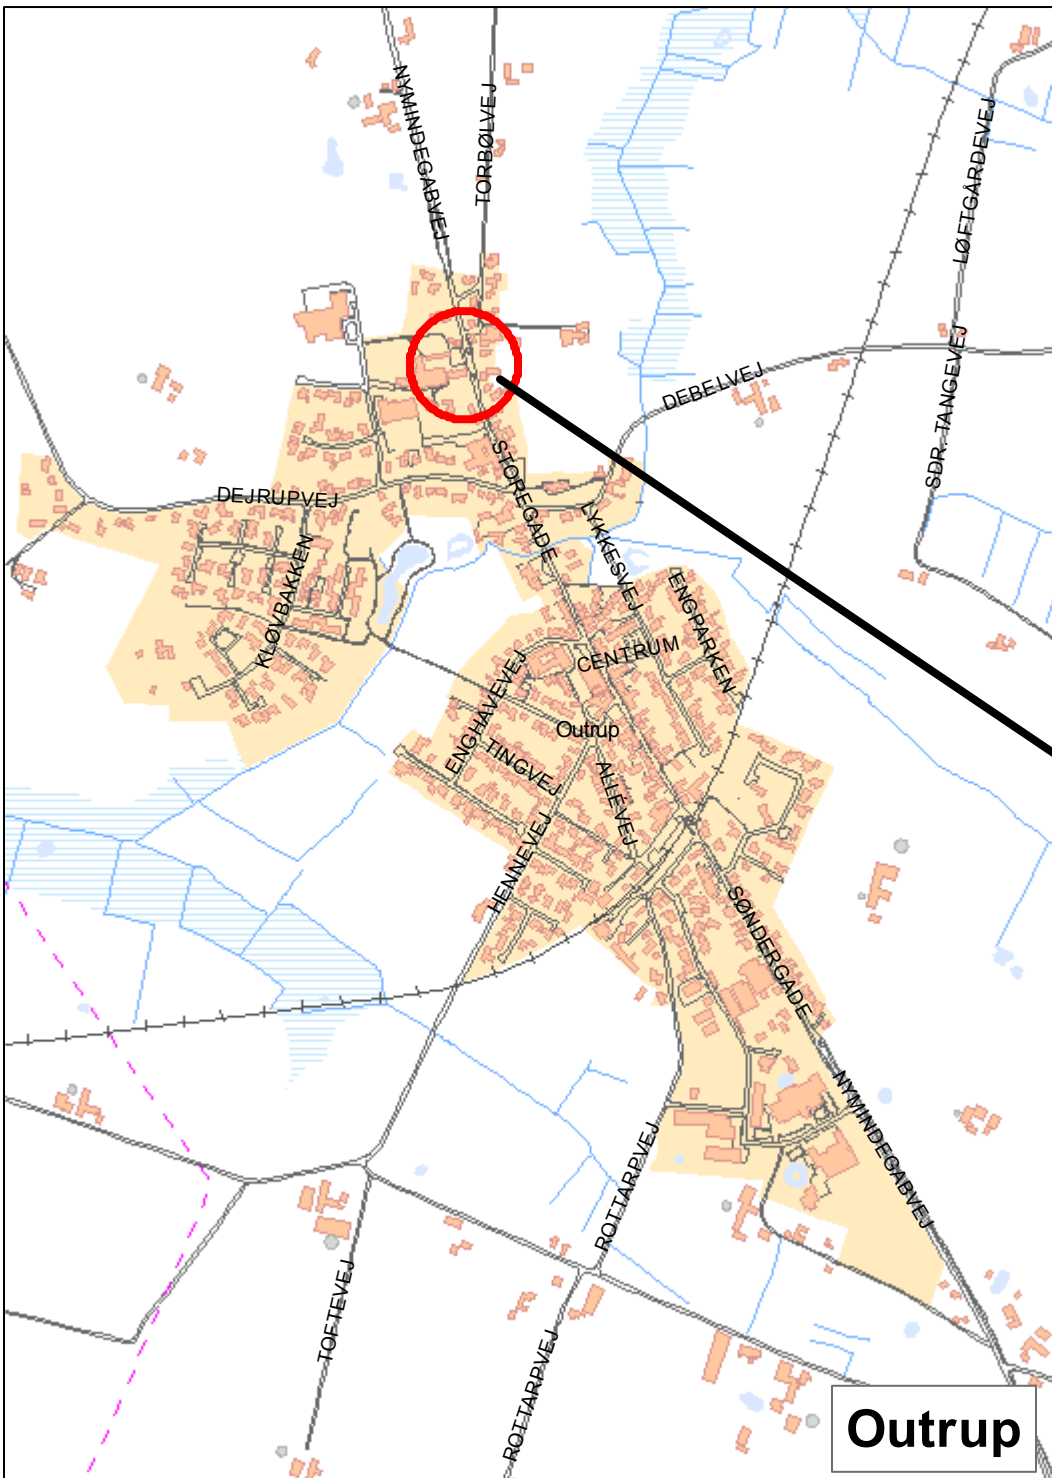 NYMINDEGABVEJ
TORBØLVEJ
LØFTGÅRDEVEJ
SDR. TANGEVEJ
DEBELVEJ
STOREGADE
DEJRUPVEJ
LYKKESVEJ
KLØVBAKKEN
ENGPARKEN
CENTRUM
ENGHAVEVEJ
Outrup
TINGVEJ
ALLÉVEJ
HENNEVEJ
SØNDERGADE
NYMINDEGABVEJ
ROTTARPVEJ
TOFTEVEJ
ROTTARPVEJ
Outrup